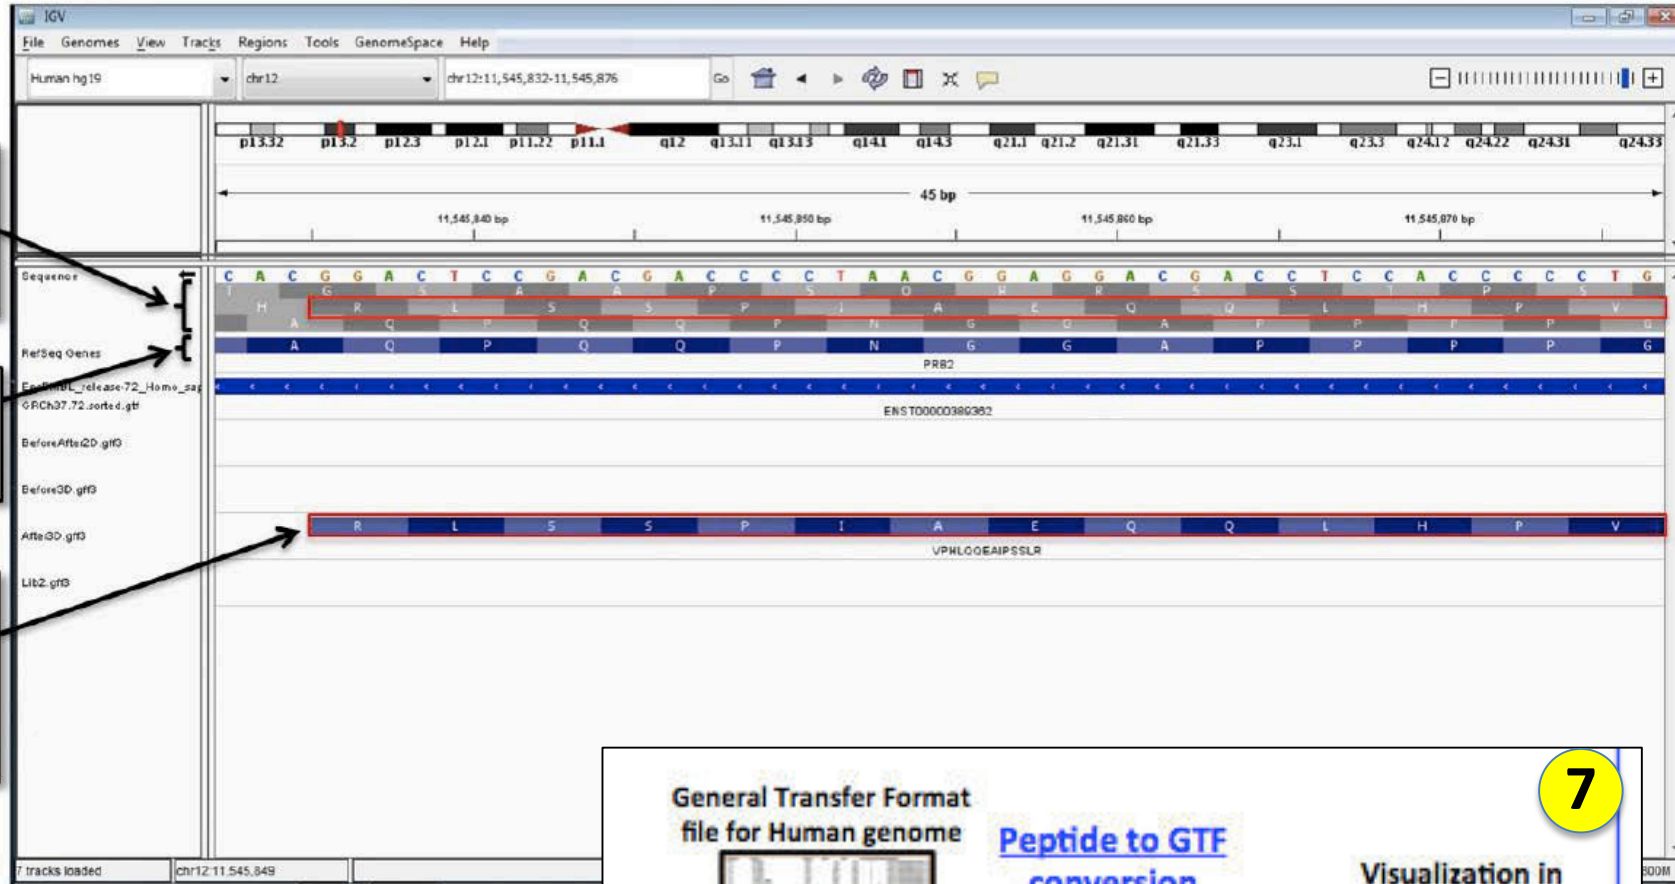 IGV
File Genomes View Tracks Regions Tools GenomeSpace Help
Human hg19 chr12 chr12:11,545,832-11,545,876 Go
p13.32 p13.2 p12.3 p12.1 p11.22 p11.1 q12 q13.11 q13.13 q14.1 q14.3 q21.1 q21.2 q21.31 q21.33 q23.1 q23.3 q24.12 q24.22 q24.31 q24.33
45 bp
11,545,840 bp 11,545,850 bp 11,545,860 bp 11,545,870 bp
Sequence
C A C G G A C T C C G A C G A C C C C T A A C G G A G G A C G A C C T C C A C C C C C T G
T G S A A P S Q R R S S T P S
H R L S S P I A E Q Q L H P V
A Q P Q Q P N G G A P P P P G
RefSeq Genes
A Q P Q Q P N G G A P P P P G
PRB2
GRCh37.72.sorted.gtf
ENST00000389362
BeforeAfter2D.gff3
Before3D.gff3
After3D.gff3
R L S S P I A E Q Q L H P V
VPHLQQEAIPSSLR
Lib2.gff3
7 tracks loaded chr12:11,545,849
7
General Transfer Format
file for Human genome
Peptide to GTF
conversion
Visualization in